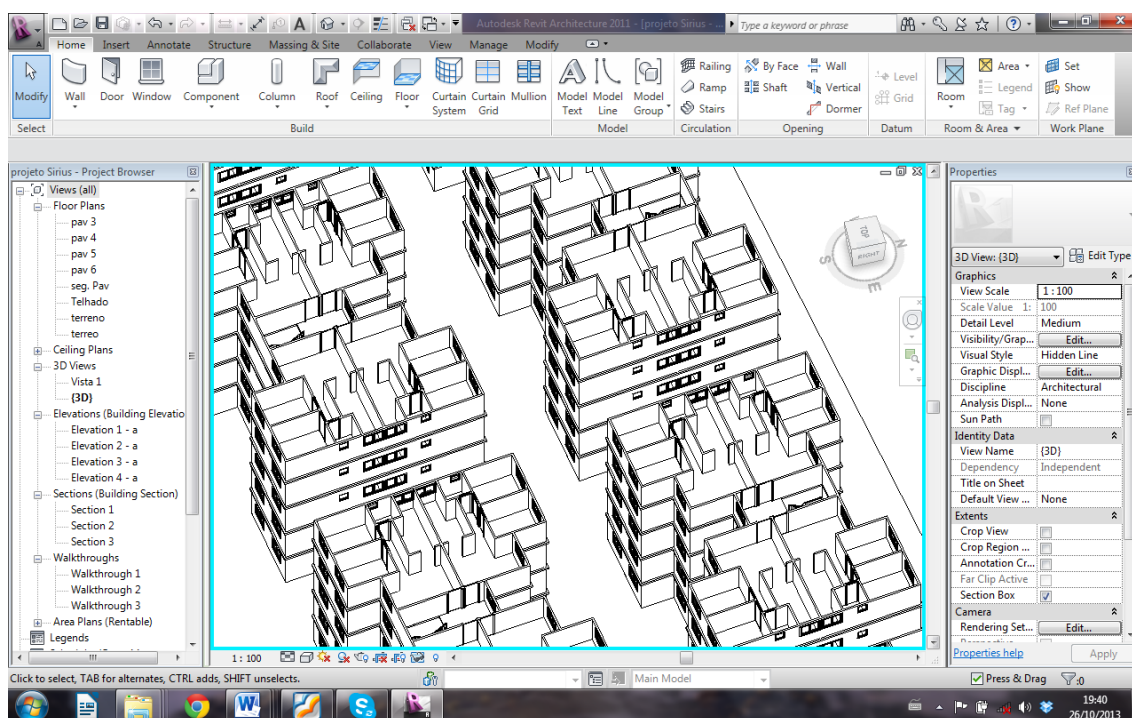 Autodesk Revit Architecture 2011 - [projeto Sirius - ...
Type a keyword or phrase
Home Insert Annotate Structure Massing & Site Collaborate View Manage Modify
Modify
Wall
Door
Window
Component
Column
Roof
Ceiling
Floor
Curtain System
Curtain Grid
Mullion
Model Text
Model Line
Model Group
Railing
Ramp
Stairs
By Face
Shaft
Wall
Vertical
Dormer
Level
Grid
Room
Area
Legend
Tag
Set
Show
Ref Plane
Select
Build
Model
Circulation
Opening
Datum
Room & Area
Work Plane
projeto Sirius - Project Browser
Views (all)
Floor Plans
pav 3
pav 4
pav 5
pav 6
seg. Pav
Telhado
terreno
terreo
Ceiling Plans
3D Views
Vista 1
{3D}
Elevations (Building Elevatio
Elevation 1 - a
Elevation 2 - a
Elevation 3 - a
Elevation 4 - a
Sections (Building Section)
Section 1
Section 2
Section 3
Walkthroughs
Walkthrough 1
Walkthrough 2
Walkthrough 3
Area Plans (Rentable)
Legends
TOP
RIGHT
S
N
E
Properties
3D View: {3D}
Edit Type
Graphics
View Scale 1 : 100
Scale Value 1: 100
Detail Level Medium
Visibility/Grap... Edit...
Visual Style Hidden Line
Graphic Displ... Edit...
Discipline Architectural
Analysis Displ... None
Sun Path
Identity Data
View Name {3D}
Dependency Independent
Title on Sheet
Default View ... None
Extents
Crop View
Crop Region ...
Annotation Cr...
Far Clip Active
Section Box
Camera
Rendering Set... Edit...
Properties help
Apply
1 : 100
Click to select, TAB for alternates, CTRL adds, SHIFT unselects.
Main Model
Press & Drag
:0
19:40
26/10/2013